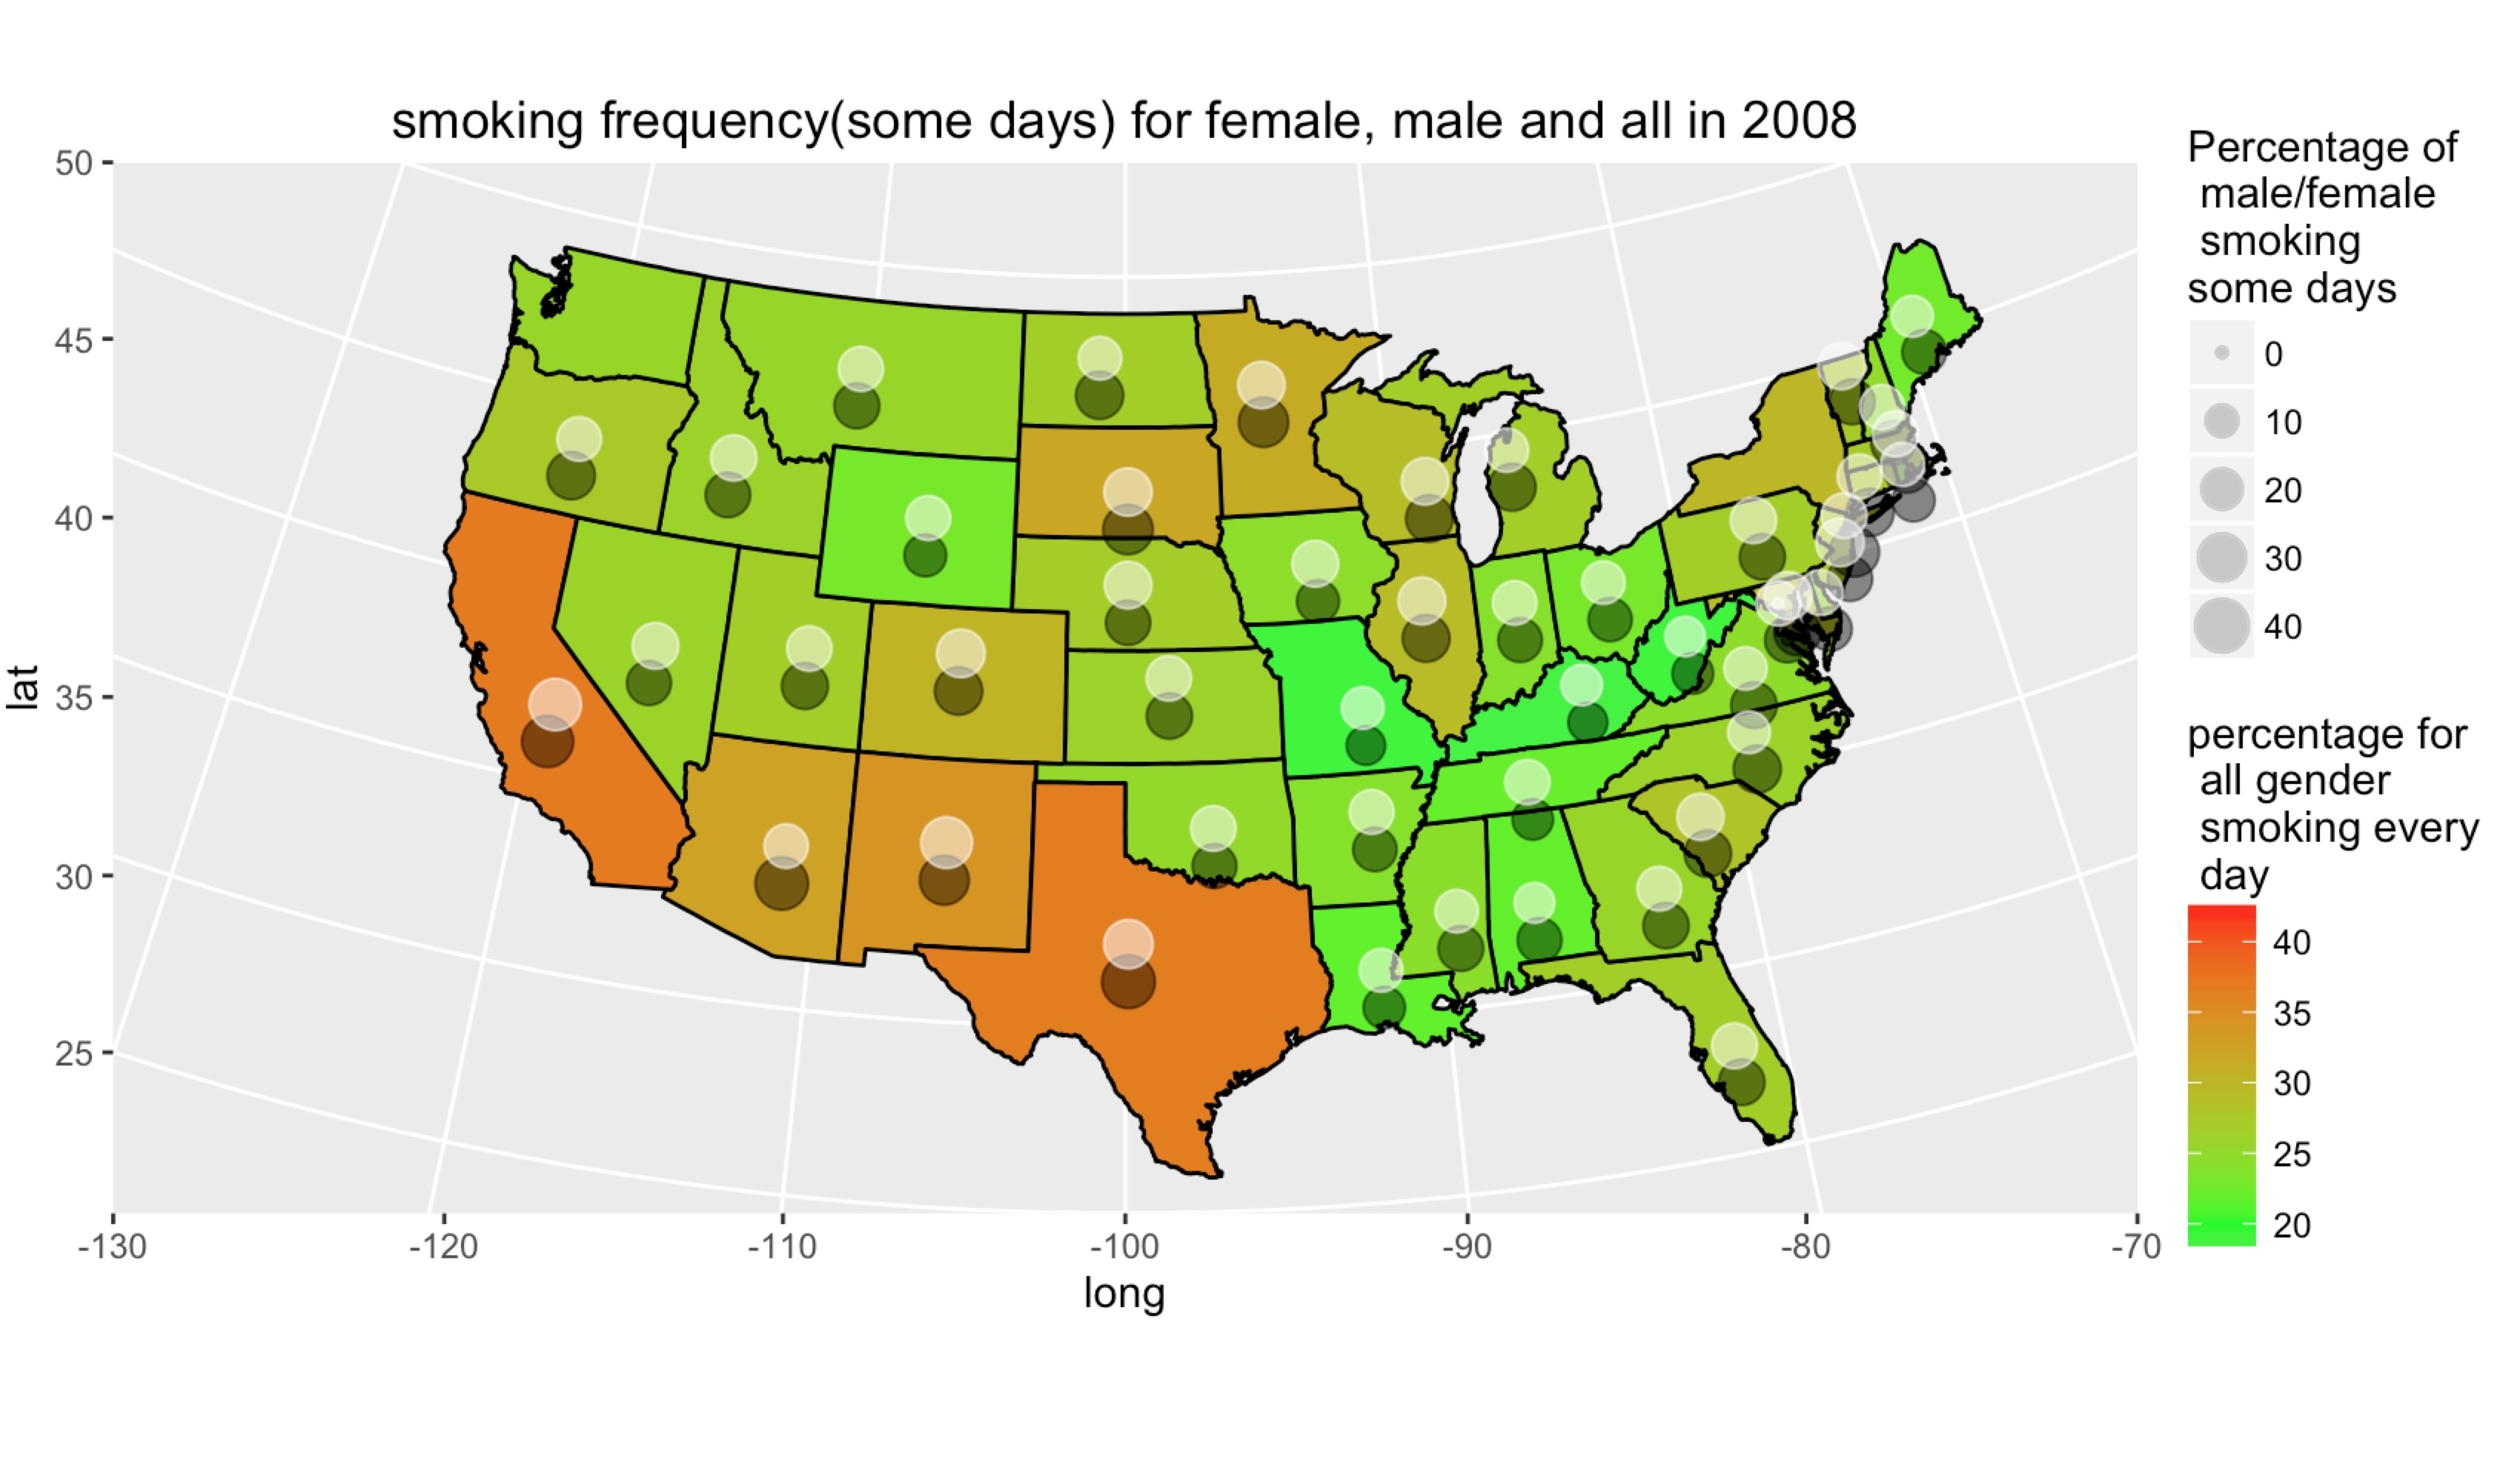 smoking frequency(some days) for female, male and all in 2008
50
45
40
35
30
25
lat
-130
-120
-110
-100
-90
-80
-70
long
Percentage of
male/female
smoking
some days
0
10
20
30
40
percentage for
all gender
smoking every
day
40
35
30
25
20